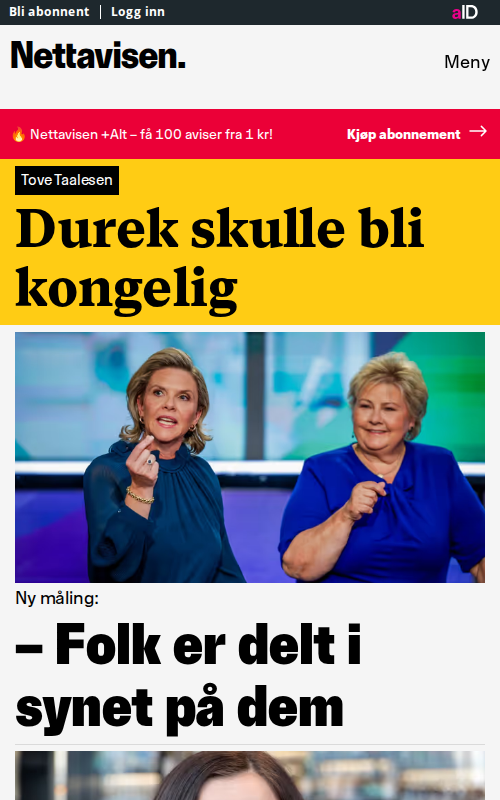 Bli abonnent | Logg inn
aID
Nettavisen.
Meny
🔥 Nettavisen +Alt – få 100 aviser fra 1 kr!
Kjøp abonnement →
Tove Taalesen
Durek skulle bli
kongelig
Ny måling:
– Folk er delt i
synet på dem